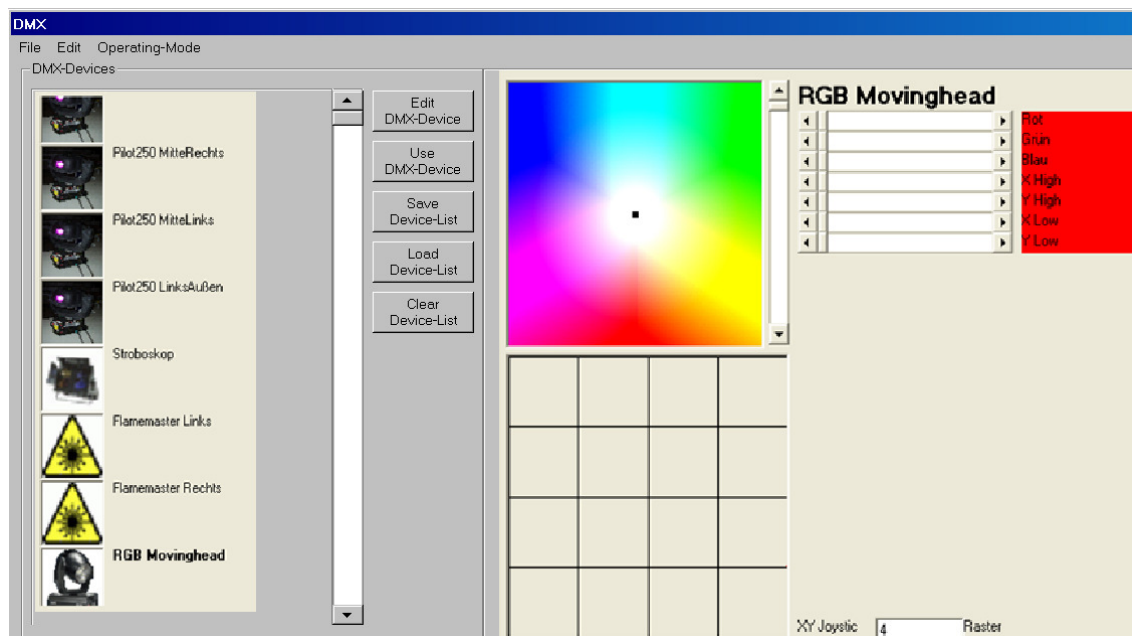 DMX
File Edit Operating-Mode
DMX-Devices
Pilot250 MitteRechts
Pilot250 MitteLinks
Pilot250 LinksAußen
Stroboskop
Flamemaster Links
Flamemaster Rechts
RGB Movinghead
Edit
DMX-Device
Use
DMX-Device
Save
Device-List
Load
Device-List
Clear
Device-List
RGB Movinghead
Rot
Grün
Blau
X High
Y High
X Low
Y Low
XY Joystic 4 Raster